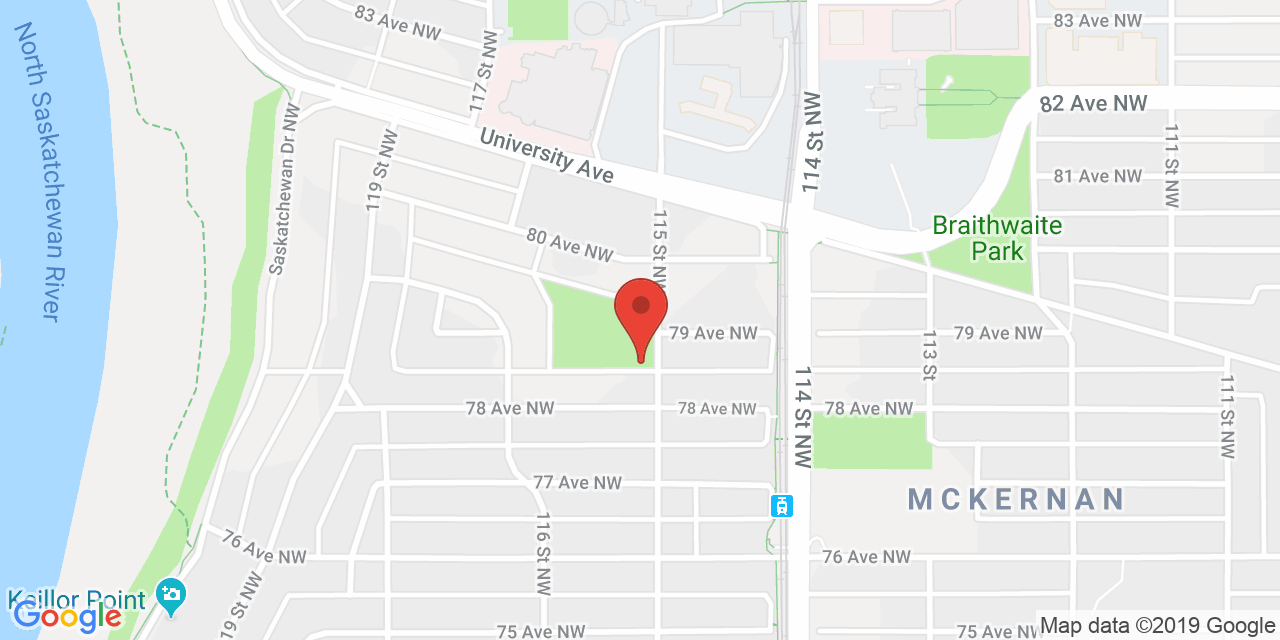 83 Ave NW
117 St NW
83 Ave NW
82 Ave NW
North Saskatchewan River
Saskatchewan Dr NW
119 St NW
University Ave
114 St NW
111 St NW
81 Ave NW
115 St NW
80 Ave NW
Braithwaite
Park
79 Ave NW
79 Ave NW
113 St
78 Ave NW
78 Ave NW
114 St NW
78 Ave NW
111 St NW
77 Ave NW
MCKERNAN
116 St NW
76 Ave NW
76 Ave NW
Keillor Point
Google
19 St NW
75 Ave NW
75 Ave NW
Map data ©2019 Google